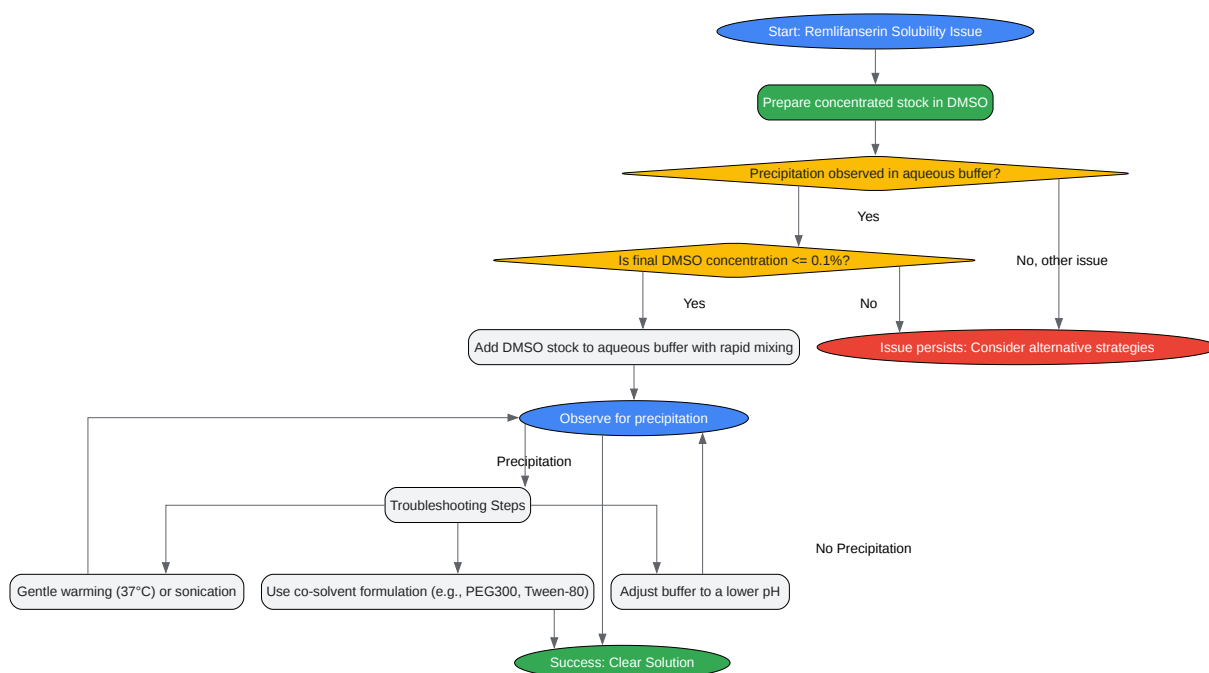 Start: Remlifanserin Solubility Issue
Prepare concentrated stock in DMSO
Precipitation observed in aqueous buffer?
Yes
Is final DMSO concentration <= 0.1%?
No, other issue
Yes
No
Add DMSO stock to aqueous buffer with rapid mixing
Issue persists: Consider alternative strategies
Observe for precipitation
Precipitation
Troubleshooting Steps
No Precipitation
Gentle warming (37°C) or sonication
Use co-solvent formulation (e.g., PEG300, Tween-80)
Adjust buffer to a lower pH
Success: Clear Solution